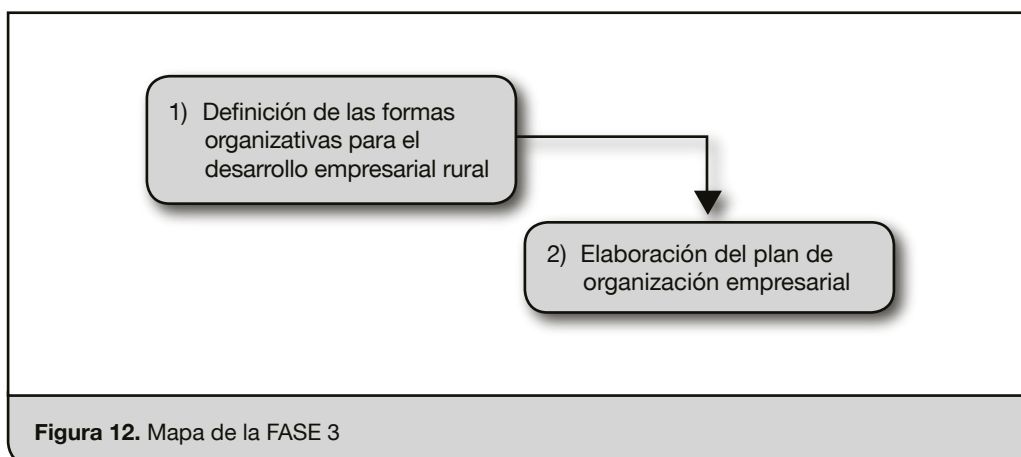 1) Definición de las formas
organizativas para el
desarrollo empresarial rural
2) Elaboración del plan de
organización empresarial
Figura 12. Mapa de la FASE 3